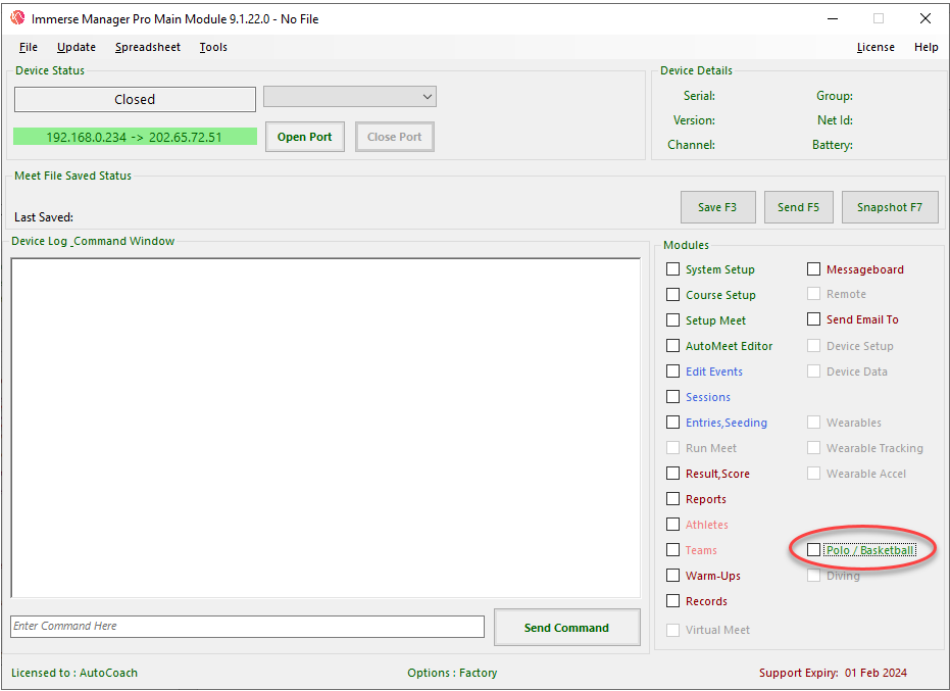 Immerse Manager Pro Main Module 9.1.22.0 - No File
File Update Spreadsheet Tools License Help
Device Status
Closed
192.168.0.234 -> 202.65.72.51 Open Port Close Port
Device Details
Serial: Group:
Version: Net Id:
Channel: Battery:
Meet File Saved Status
Last Saved:
Save F3 Send F5 Snapshot F7
Device Log _Command Window
Enter Command Here Send Command
Modules
System Setup Messageboard
Course Setup Remote
Setup Meet Send Email To
AutoMeet Editor Device Setup
Edit Events Device Data
Sessions
Entries,Seeding Wearables
Run Meet Wearable Tracking
Result,Score Wearable Accel
Reports
Athletes
Teams Polo / Basketball
Warm-Ups Diving
Records
Virtual Meet
Licensed to : AutoCoach Options : Factory Support Expiry: 01 Feb 2024